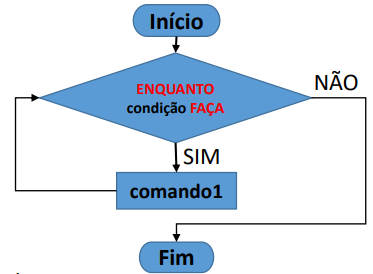 Início
ENQUANTO
condição FAÇA
NÃO
SIM
comando1
Fim